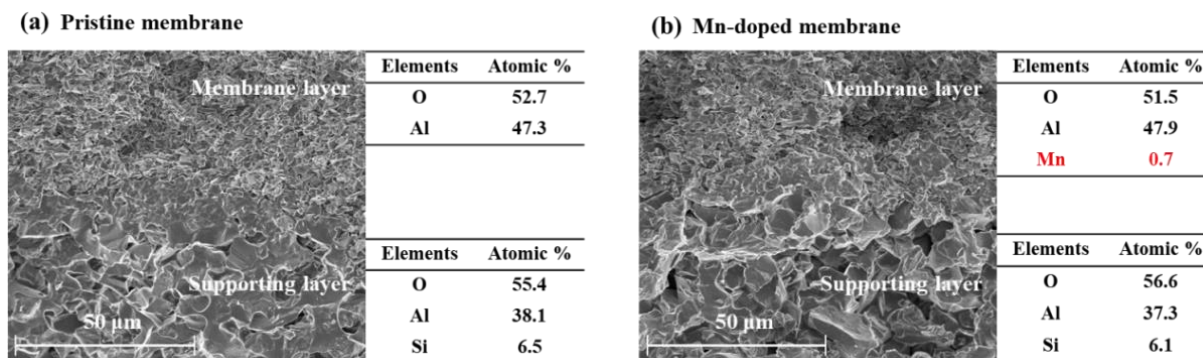 (a) Pristine membrane
Membrane layer
Supporting layer
50 μm
Elements Atomic %
O 52.7
Al 47.3
Elements Atomic %
O 55.4
Al 38.1
Si 6.5
(b) Mn-doped membrane
Membrane layer
Supporting layer
50 μm
Elements Atomic %
O 51.5
Al 47.9
Mn 0.7
Elements Atomic %
O 56.6
Al 37.3
Si 6.1